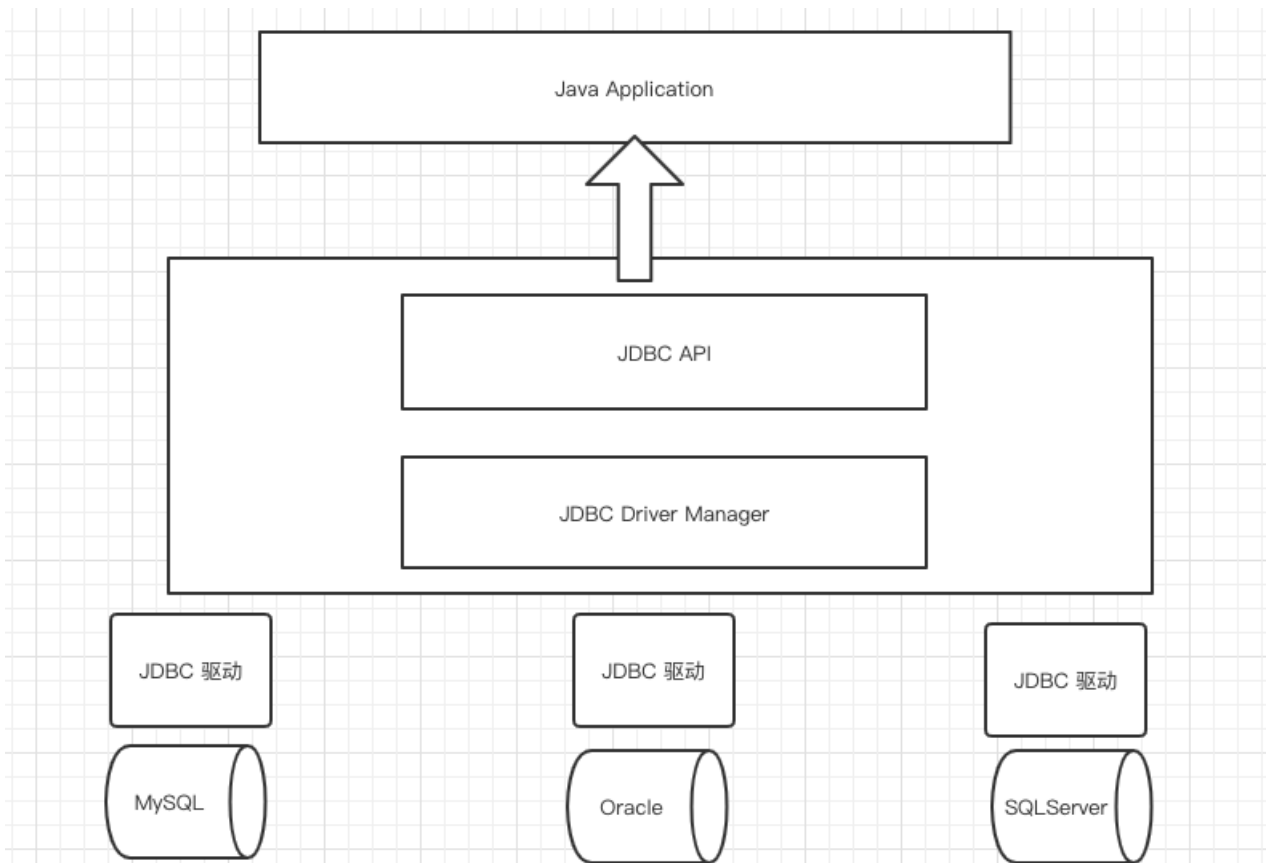 Java Application
JDBC API
JDBC Driver Manager
JDBC 驱动
JDBC 驱动
JDBC 驱动
MySQL
Oracle
SQLServer